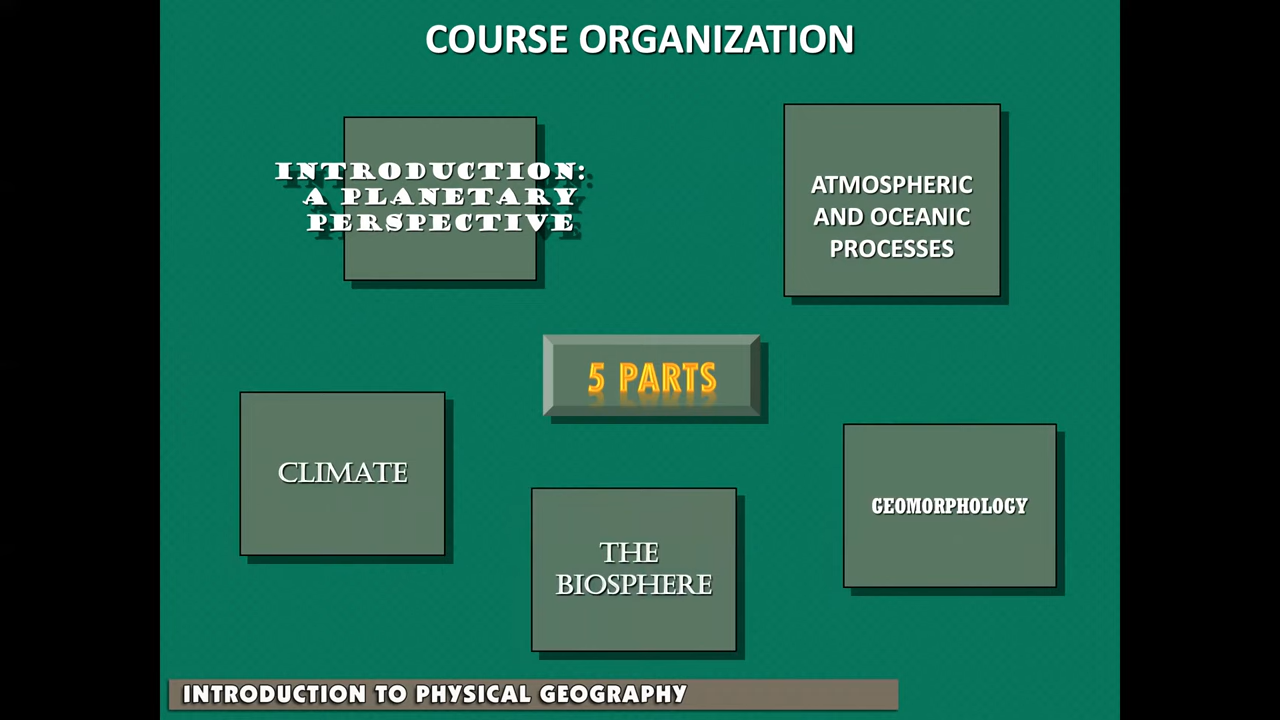 COURSE ORGANIZATION
INTRODUCTION:
A PLANETARY
PERSPECTIVE
ATMOSPHERIC
AND OCEANIC
PROCESSES
5 PARTS
CLIMATE
THE
BIOSPHERE
GEOMORPHOLOGY
INTRODUCTION TO PHYSICAL GEOGRAPHY